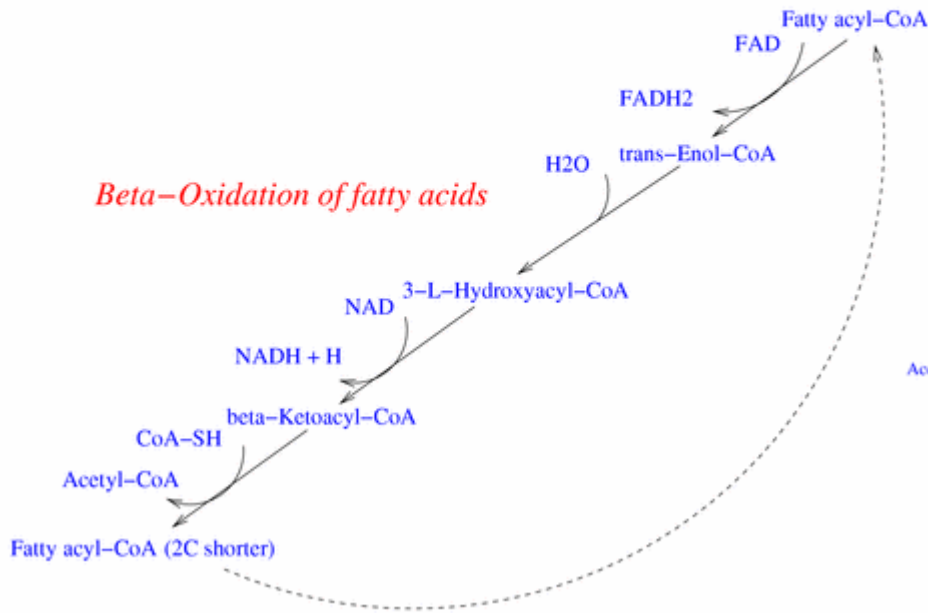 Fatty acyl-CoA
FAD
FADH2
trans-Enol-CoA
H2O
Beta-Oxidation of fatty acids
3-L-Hydroxyacyl-CoA
NAD
NADH + H
beta-Ketoacyl-CoA
CoA-SH
Acetyl-CoA
Fatty acyl-CoA (2C shorter)